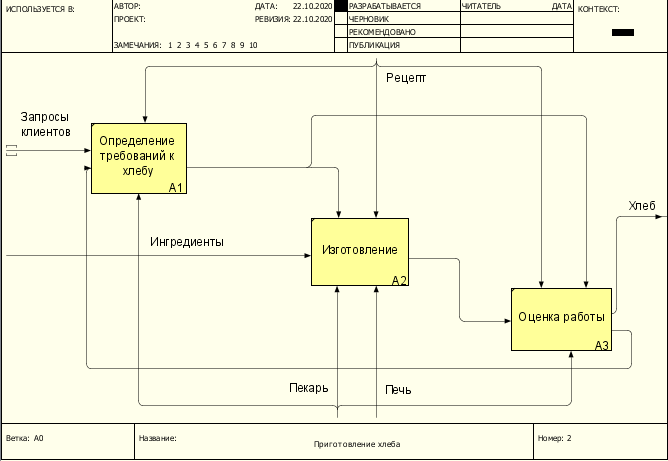 ИСПОЛЬЗУЕТСЯ В:
АВТОР:
ДАТА: 22.10.2020
РАЗРАБАТЫВАЕТСЯ
ЧИТАТЕЛЬ
ДАТА
КОНТЕКСТ:
ПРОЕКТ:
РЕВИЗИЯ: 22.10.2020
ЧЕРНОВИК
РЕКОМЕНДОВАНО
ЗАМЕЧАНИЯ: 1 2 3 4 5 6 7 8 9 10
ПУБЛИКАЦИЯ
Рецепт
Запросы
клиентов
Определение
требований к
хлебу
A1
Хлеб
Ингредиенты
Изготовление
A2
Оценка работы
A3
Пекарь
Печь
Ветка: A0
Название:
Приготовление хлеба
Номер: 2